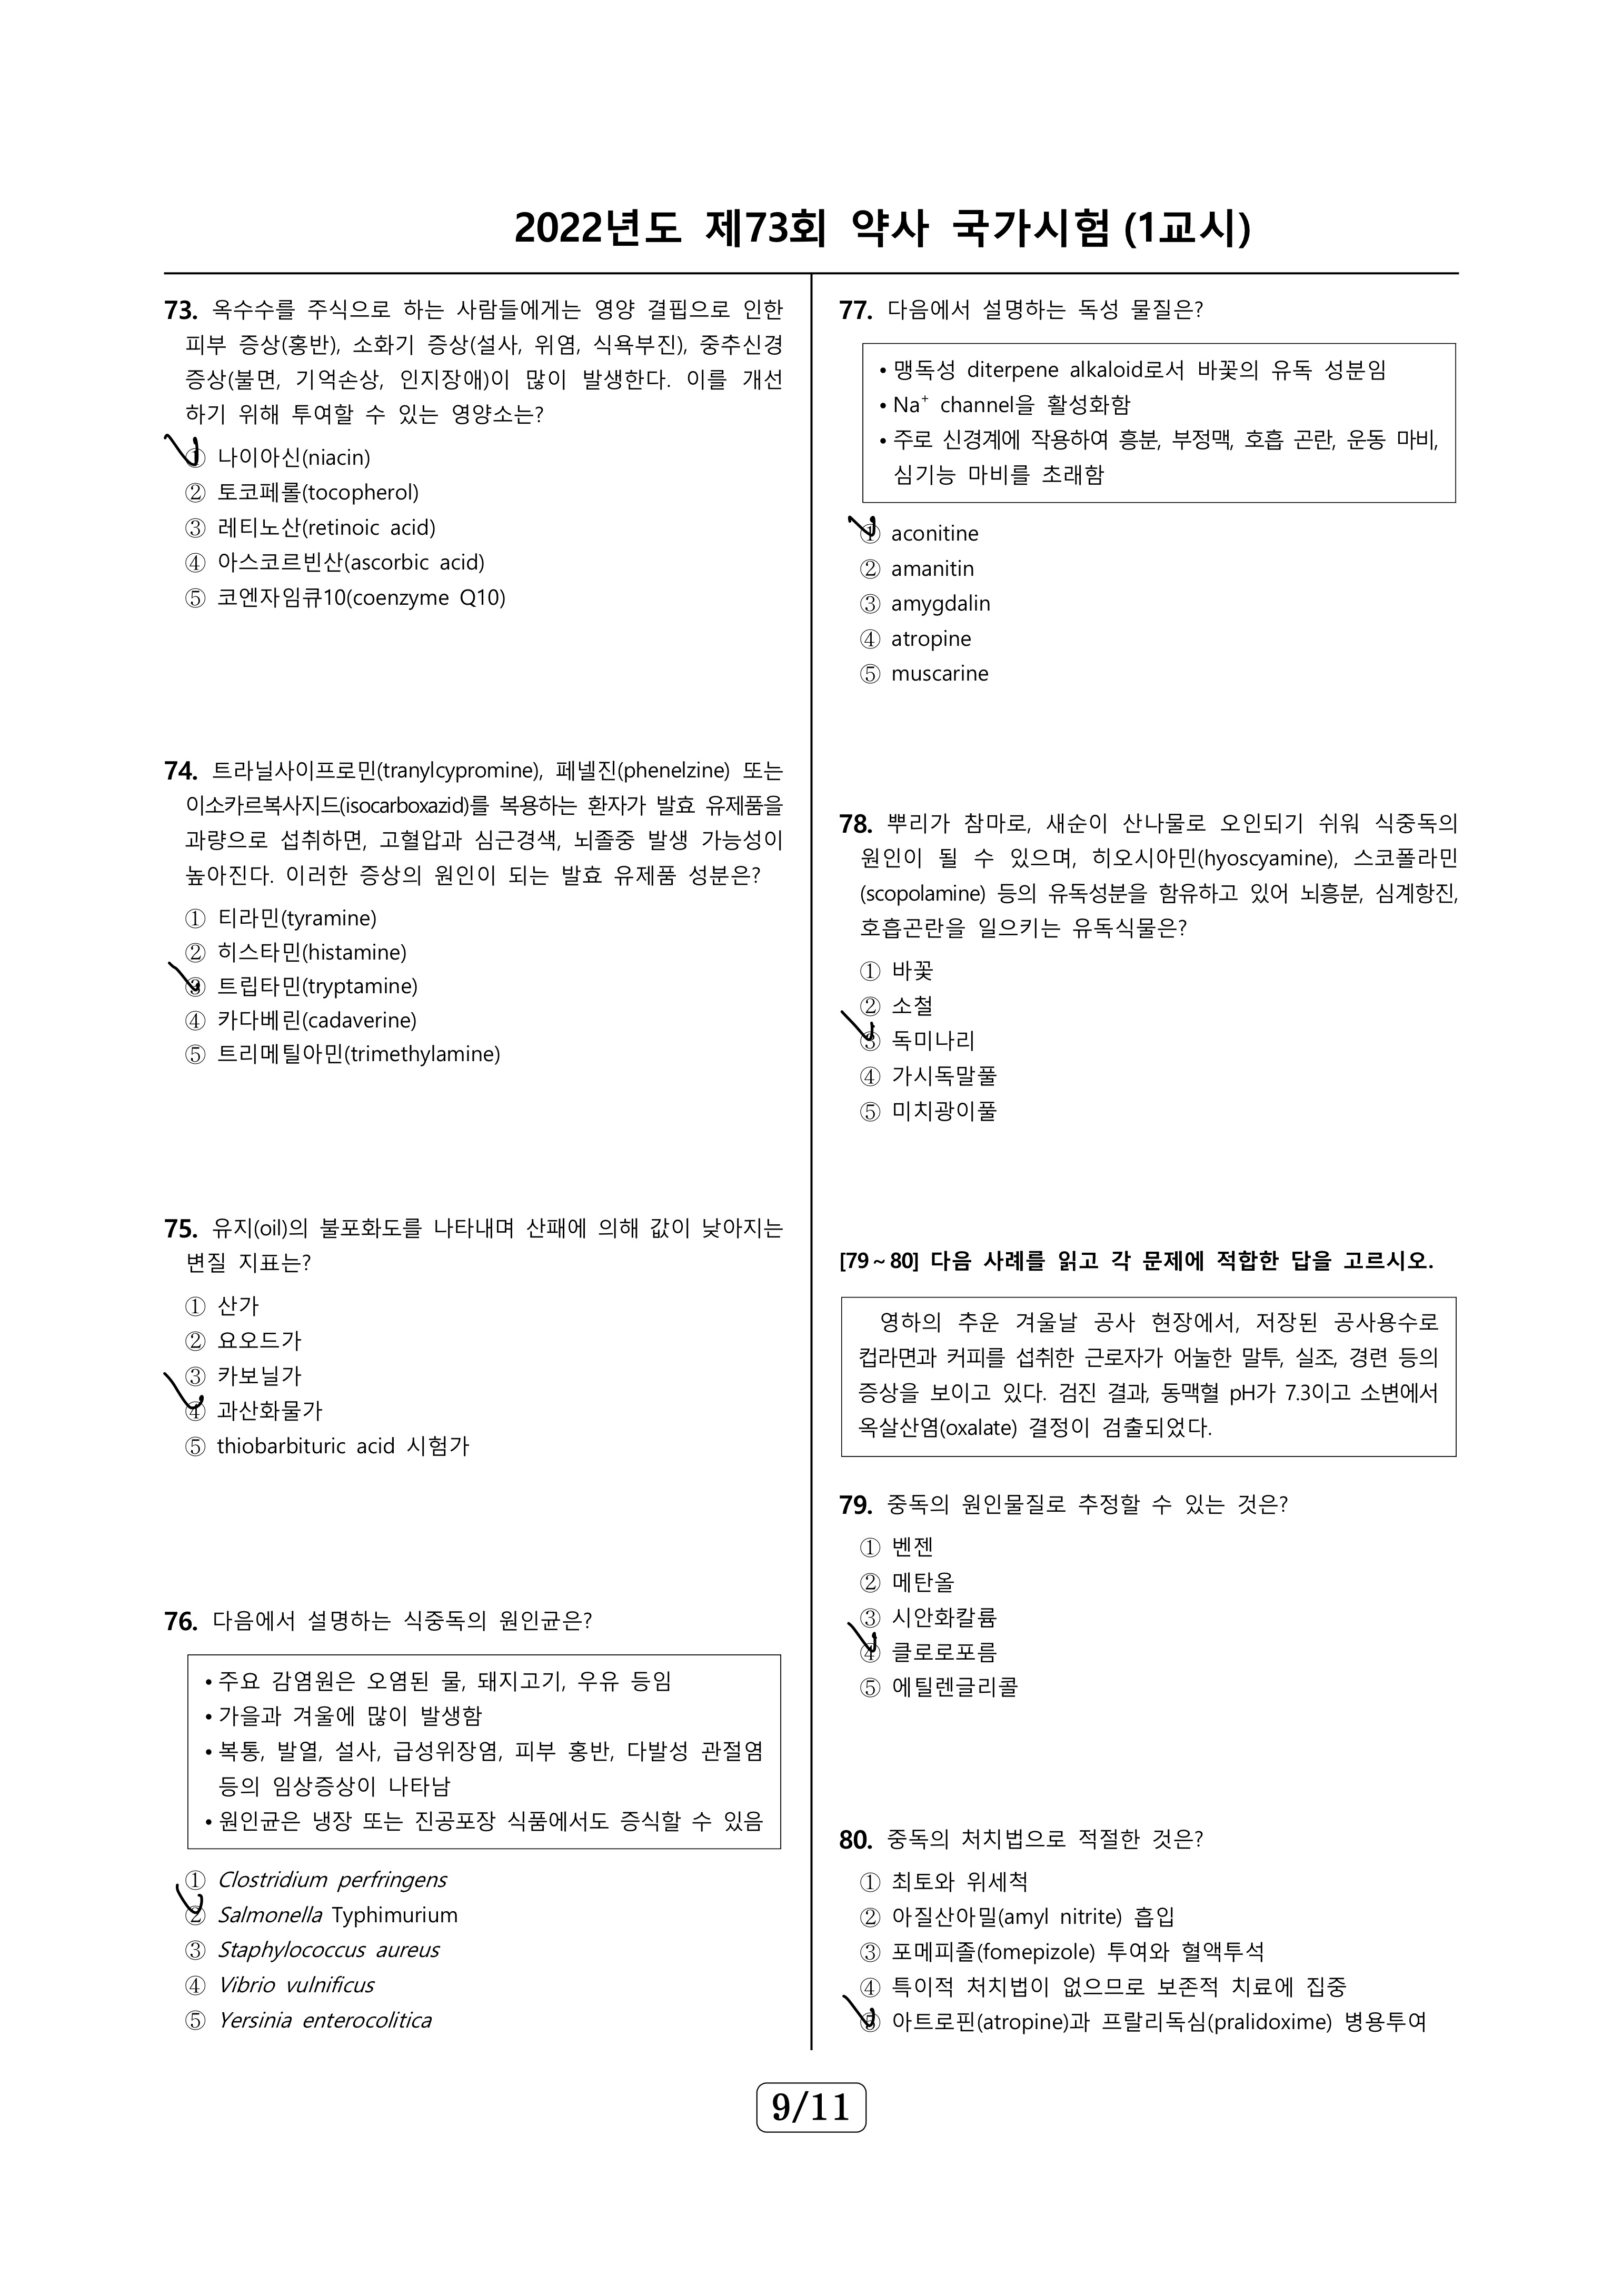 2022년도 제73회 약사 국가시험 (1교시)
73. 옥수수를 주식으로 하는 사람들에게는 영양 결핍으로 인한
피부 증상(홍반), 소화기 증상(설사, 위염, 식욕부진), 중추신경
증상(불면, 기억손상, 인지장애)이 많이 발생한다. 이를 개선
하기 위해 투여할 수 있는 영양소는?
① 나이아신(niacin)
② 토코페롤(tocopherol)
③ 레티노산(retinoic acid)
④ 아스코르빈산(ascorbic acid)
⑤ 코엔자임큐10(coenzyme Q10)
74. 트라닐사이프로민(tranylcypromine), 페넬진(phenelzine) 또는
이소카르복사지드(isocarboxazid)를 복용하는 환자가 발효 유제품을
과량으로 섭취하면, 고혈압과 심근경색, 뇌졸중 발생 가능성이
높아진다. 이러한 증상의 원인이 되는 발효 유제품 성분은?
① 티라민(tyramine)
② 히스타민(histamine)
③ 트립타민(tryptamine)
④ 카다베린(cadaverine)
⑤ 트리메틸아민(trimethylamine)
75. 유지(oil)의 불포화도를 나타내며 산패에 의해 값이 낮아지는
변질 지표는?
① 산가
② 요오드가
③ 카보닐가
④ 과산화물가
⑤ thiobarbituric acid 시험가
76. 다음에서 설명하는 식중독의 원인균은?
• 주요 감염원은 오염된 물, 돼지고기, 우유 등임
• 가을과 겨울에 많이 발생함
• 복통, 발열, 설사, 급성위장염, 피부 홍반, 다발성 관절염
등의 임상증상이 나타남
• 원인균은 냉장 또는 진공포장 식품에서도 증식할 수 있음
① Clostridium perfringens
② Salmonella Typhimurium
③ Staphylococcus aureus
④ Vibrio vulnificus
⑤ Yersinia enterocolitica
77. 다음에서 설명하는 독성 물질은?
• 맹독성 diterpene alkaloid로서 바꽃의 유독 성분임
• Na⁺ channel을 활성화함
• 주로 신경계에 작용하여 흥분, 부정맥, 호흡 곤란, 운동 마비,
심기능 마비를 초래함
① aconitine
② amanitin
③ amygdalin
④ atropine
⑤ muscarine
78. 뿌리가 참마로, 새순이 산나물로 오인되기 쉬워 식중독의
원인이 될 수 있으며, 히오시아민(hyoscyamine), 스코폴라민
(scopolamine) 등의 유독성분을 함유하고 있어 뇌흥분, 심계항진,
호흡곤란을 일으키는 유독식물은?
① 바꽃
② 소철
③ 독미나리
④ 가시독말풀
⑤ 미치광이풀
[79 ~ 80] 다음 사례를 읽고 각 문제에 적합한 답을 고르시오.
영하의 추운 겨울날 공사 현장에서, 저장된 공사용수로
컵라면과 커피를 섭취한 근로자가 어눌한 말투, 실조, 경련 등의
증상을 보이고 있다. 검진 결과, 동맥혈 pH가 7.3이고 소변에서
옥살산염(oxalate) 결정이 검출되었다.
79. 중독의 원인물질로 추정할 수 있는 것은?
① 벤젠
② 메탄올
③ 시안화칼륨
④ 클로로포름
⑤ 에틸렌글리콜
80. 중독의 처치법으로 적절한 것은?
① 최토와 위세척
② 아질산아밀(amyl nitrite) 흡입
③ 포메피졸(fomepizole) 투여와 혈액투석
④ 특이적 처치법이 없으므로 보존적 치료에 집중
⑤ 아트로핀(atropine)과 프랄리독심(pralidoxime) 병용투여
9/11